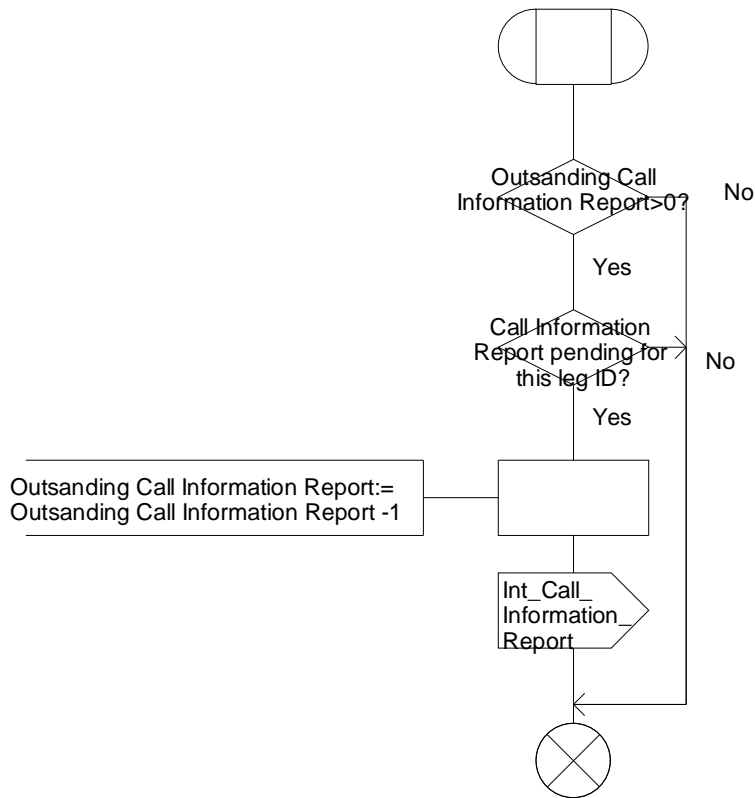 Outsanding Call
Information Report>0?
No
Yes
Call Information
Report pending for
this leg ID?
No
Yes
Outsanding Call Information Report:=
Outsanding Call Information Report -1
Int_Call_
Information_
Report